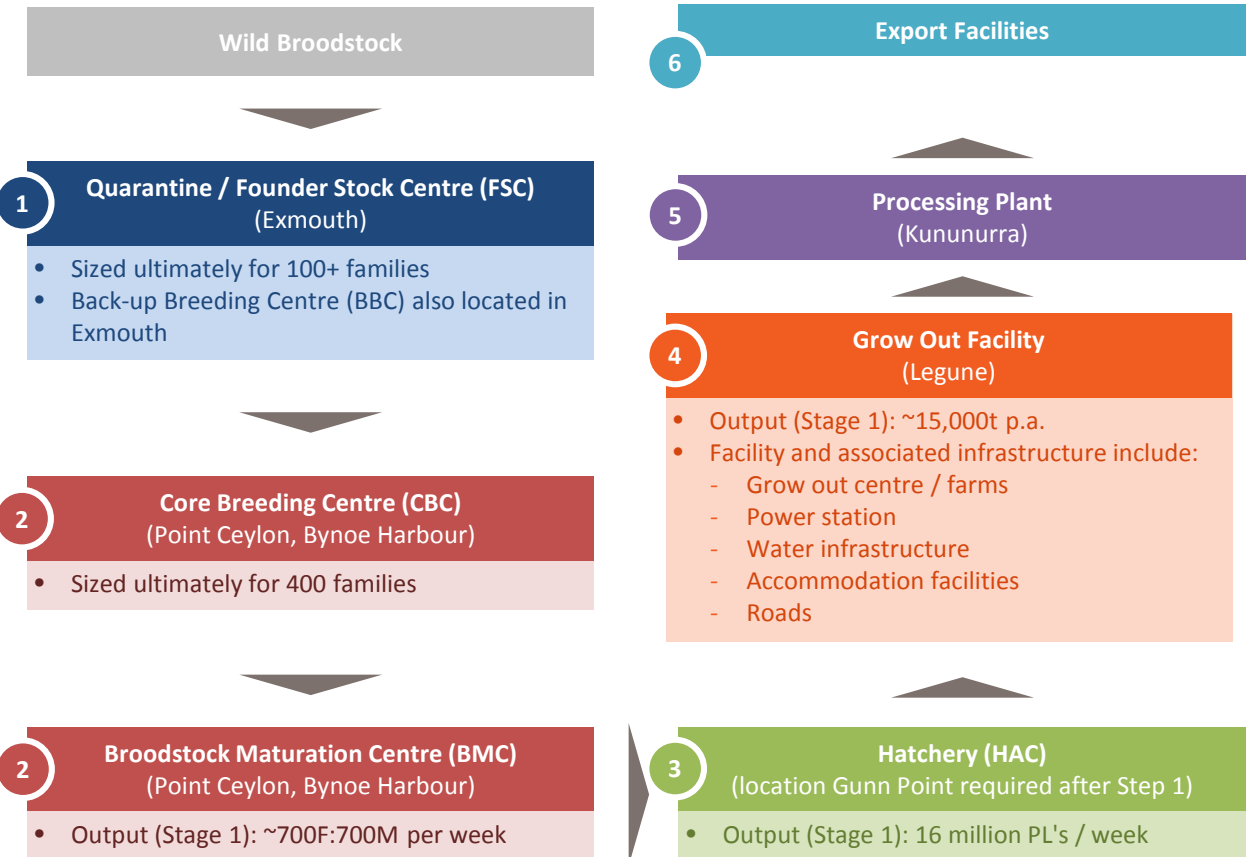 Wild Broodstock
1
Quarantine / Founder Stock Centre (FSC)
(Exmouth)
• Sized ultimately for 100+ families
• Back-up Breeding Centre (BBC) also located in
Exmouth
2
Core Breeding Centre (CBC)
(Point Ceylon, Bynoe Harbour)
• Sized ultimately for 400 families
2
Broodstock Maturation Centre (BMC)
(Point Ceylon, Bynoe Harbour)
• Output (Stage 1): ~700F:700M per week
3
Hatchery (HAC)
(location Gunn Point required after Step 1)
• Output (Stage 1): 16 million PL's / week
4
Grow Out Facility
(Legune)
• Output (Stage 1): ~15,000t p.a.
• Facility and associated infrastructure include:
- Grow out centre / farms
- Power station
- Water infrastructure
- Accommodation facilities
- Roads
5
Processing Plant
(Kununurra)
6
Export Facilities